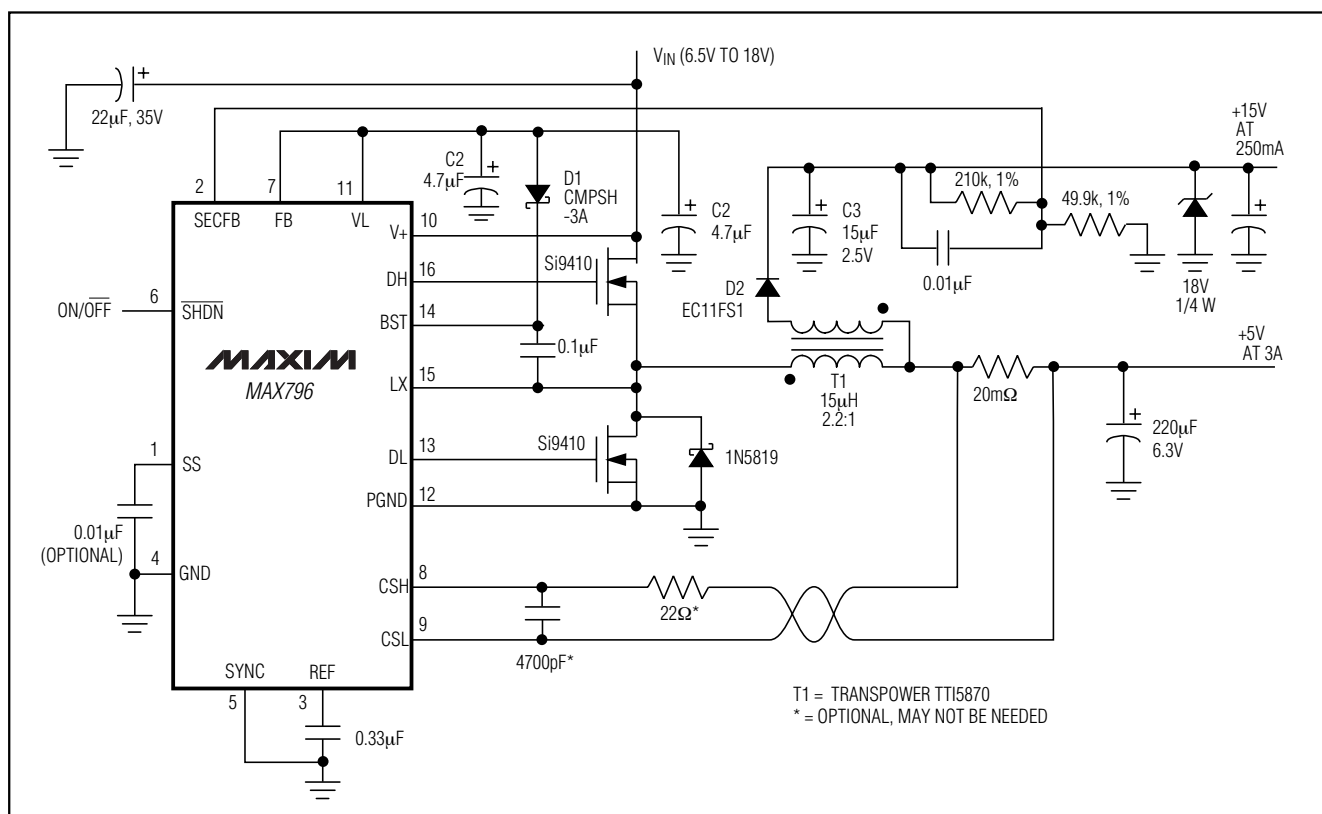 VIN (6.5V TO 18V)
22µF, 35V
+
C2
4.7µF
+
D1
CMPSH
-3A
C2
4.7µF
+
+15V
AT
250mA
210k, 1%
49.9k, 1%
C3
15µF
2.5V
+
+
0.01µF
18V
1/4 W
D2
EC11FS1
2
7
11
SECFB
FB
VL
V+
10
DH
16
Si9410
ON/OFF
6
SHDN
BST
14
0.1µF
MAXIM
MAX796
LX
15
T1
15µH
2.2:1
20mΩ
+5V
AT 3A
220µF
6.3V
+
1
SS
DL
13
Si9410
1N5819
PGND
12
0.01µF
(OPTIONAL)
4
GND
CSH
8
22Ω*
CSL
9
4700pF*
SYNC
REF
5
3
0.33µF
T1 = TRANSPOWER TTI5870
* = OPTIONAL, MAY NOT BE NEEDED